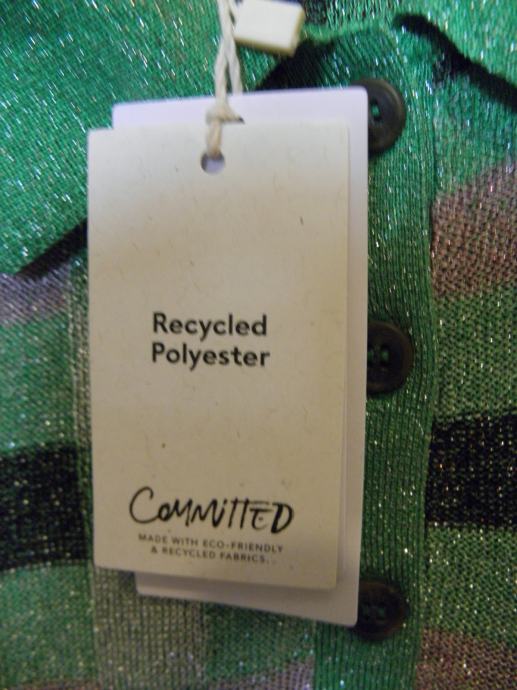 Recycled
Polyester
COMMITTED
MADE WITH ECO-FRIENDLY
& RECYCLED FABRICS.